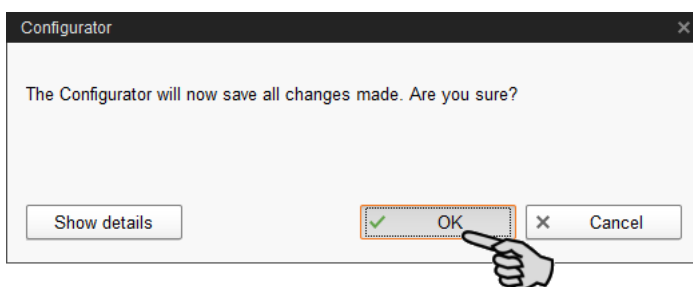 Configurator
The Configurator will now save all changes made. Are you sure?
Show details
OK
Cancel